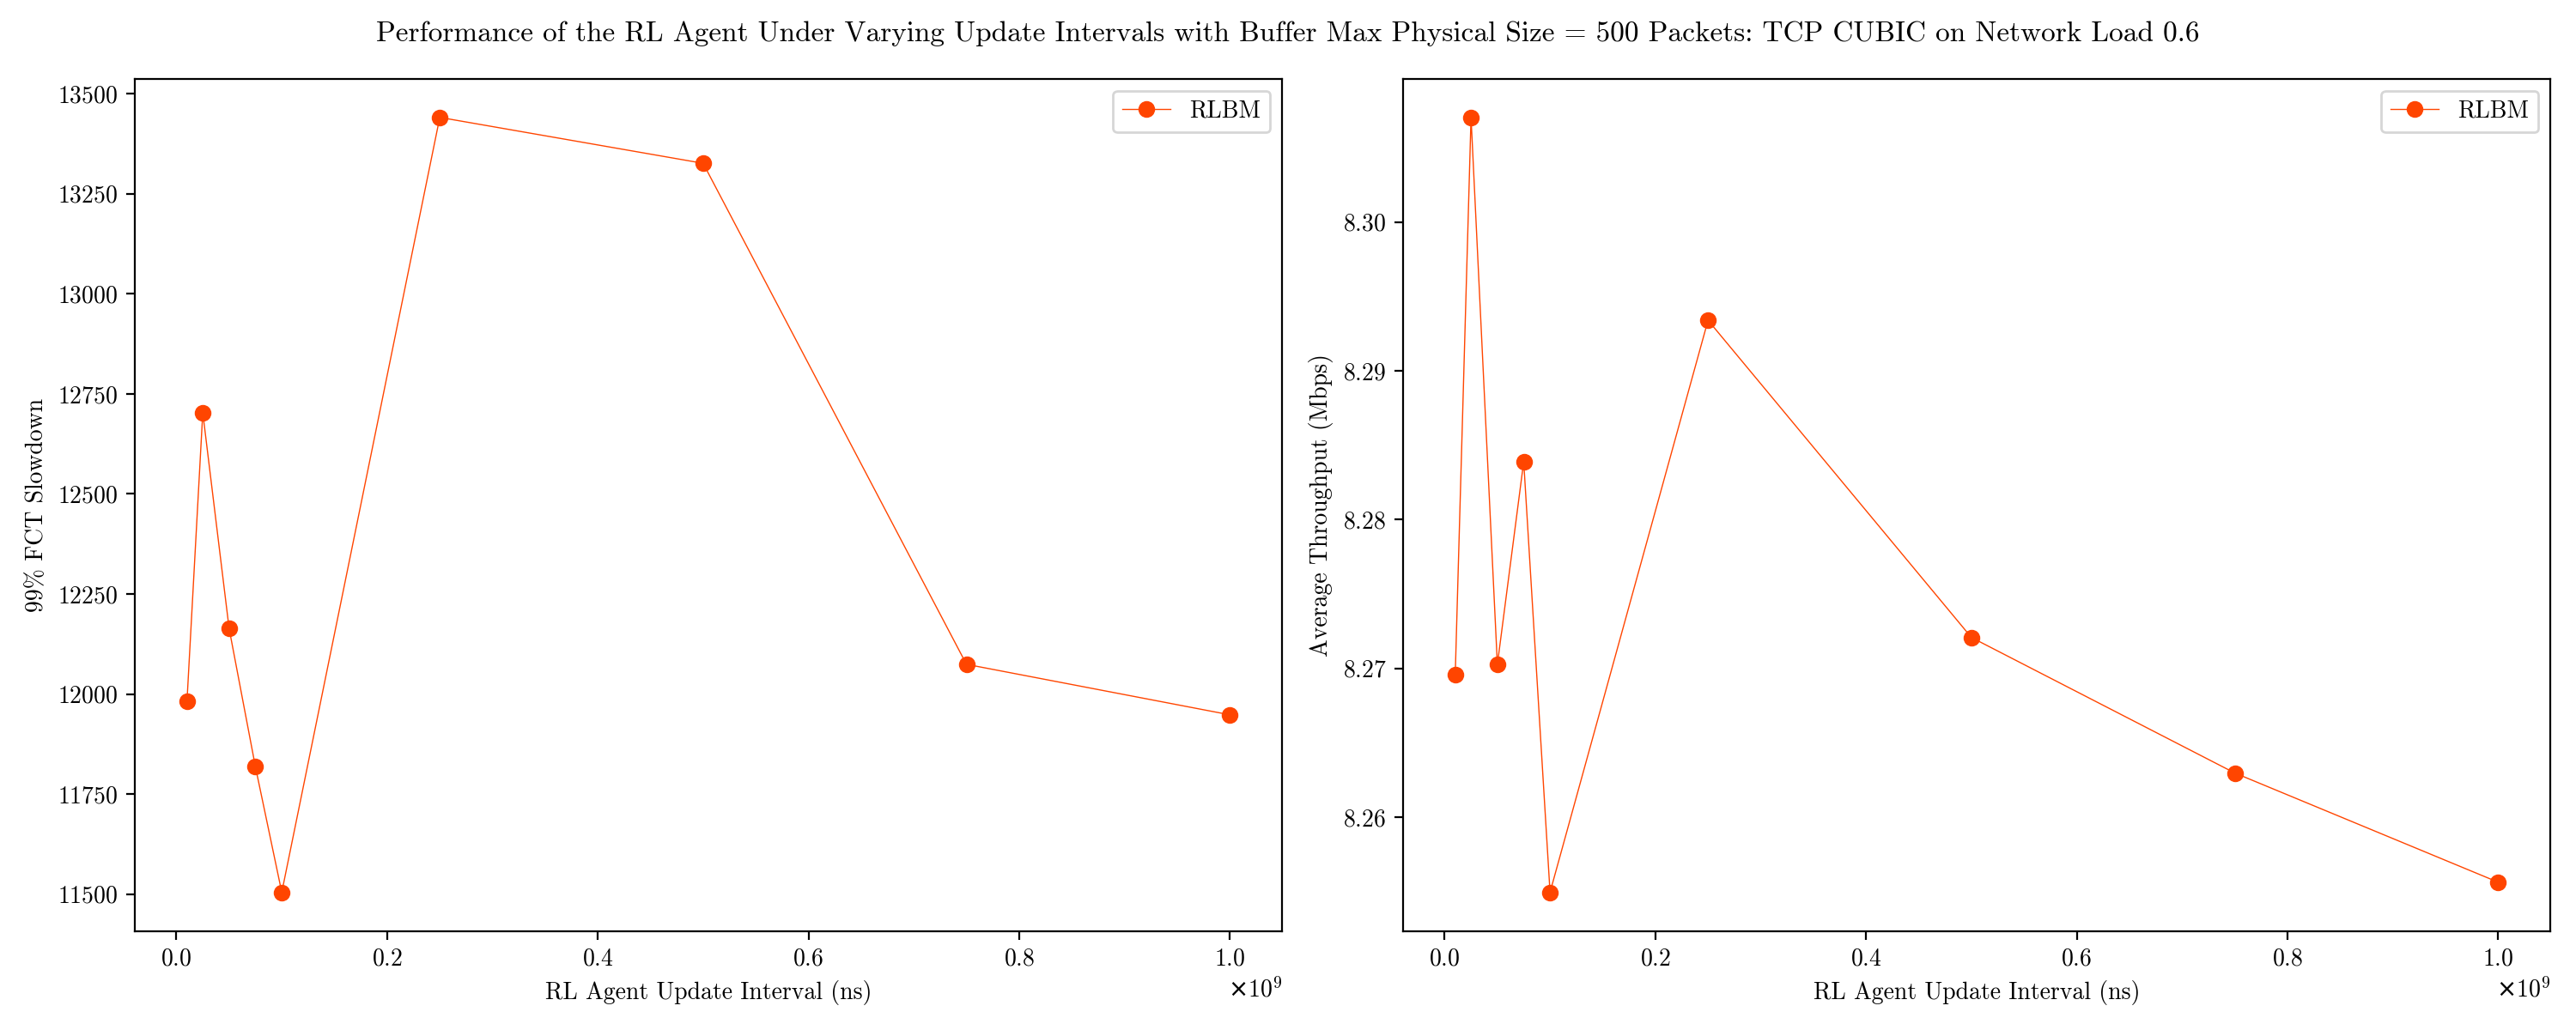 Performance of the RL Agent Under Varying Update Intervals with Buffer Max Physical Size = 500 Packets: TCP CUBIC on Network Load 0.6
RLBM
13500
13250
13000
12750
12500
12250
12000
11750
11500
99% FCT Slowdown
0.0 0.2 0.4 0.6 0.8 1.0
×10⁹
RL Agent Update Interval (ns)
RLBM
8.30
8.29
8.28
8.27
8.26
Average Throughput (Mbps)
0.0 0.2 0.4 0.6 0.8 1.0
×10⁹
RL Agent Update Interval (ns)